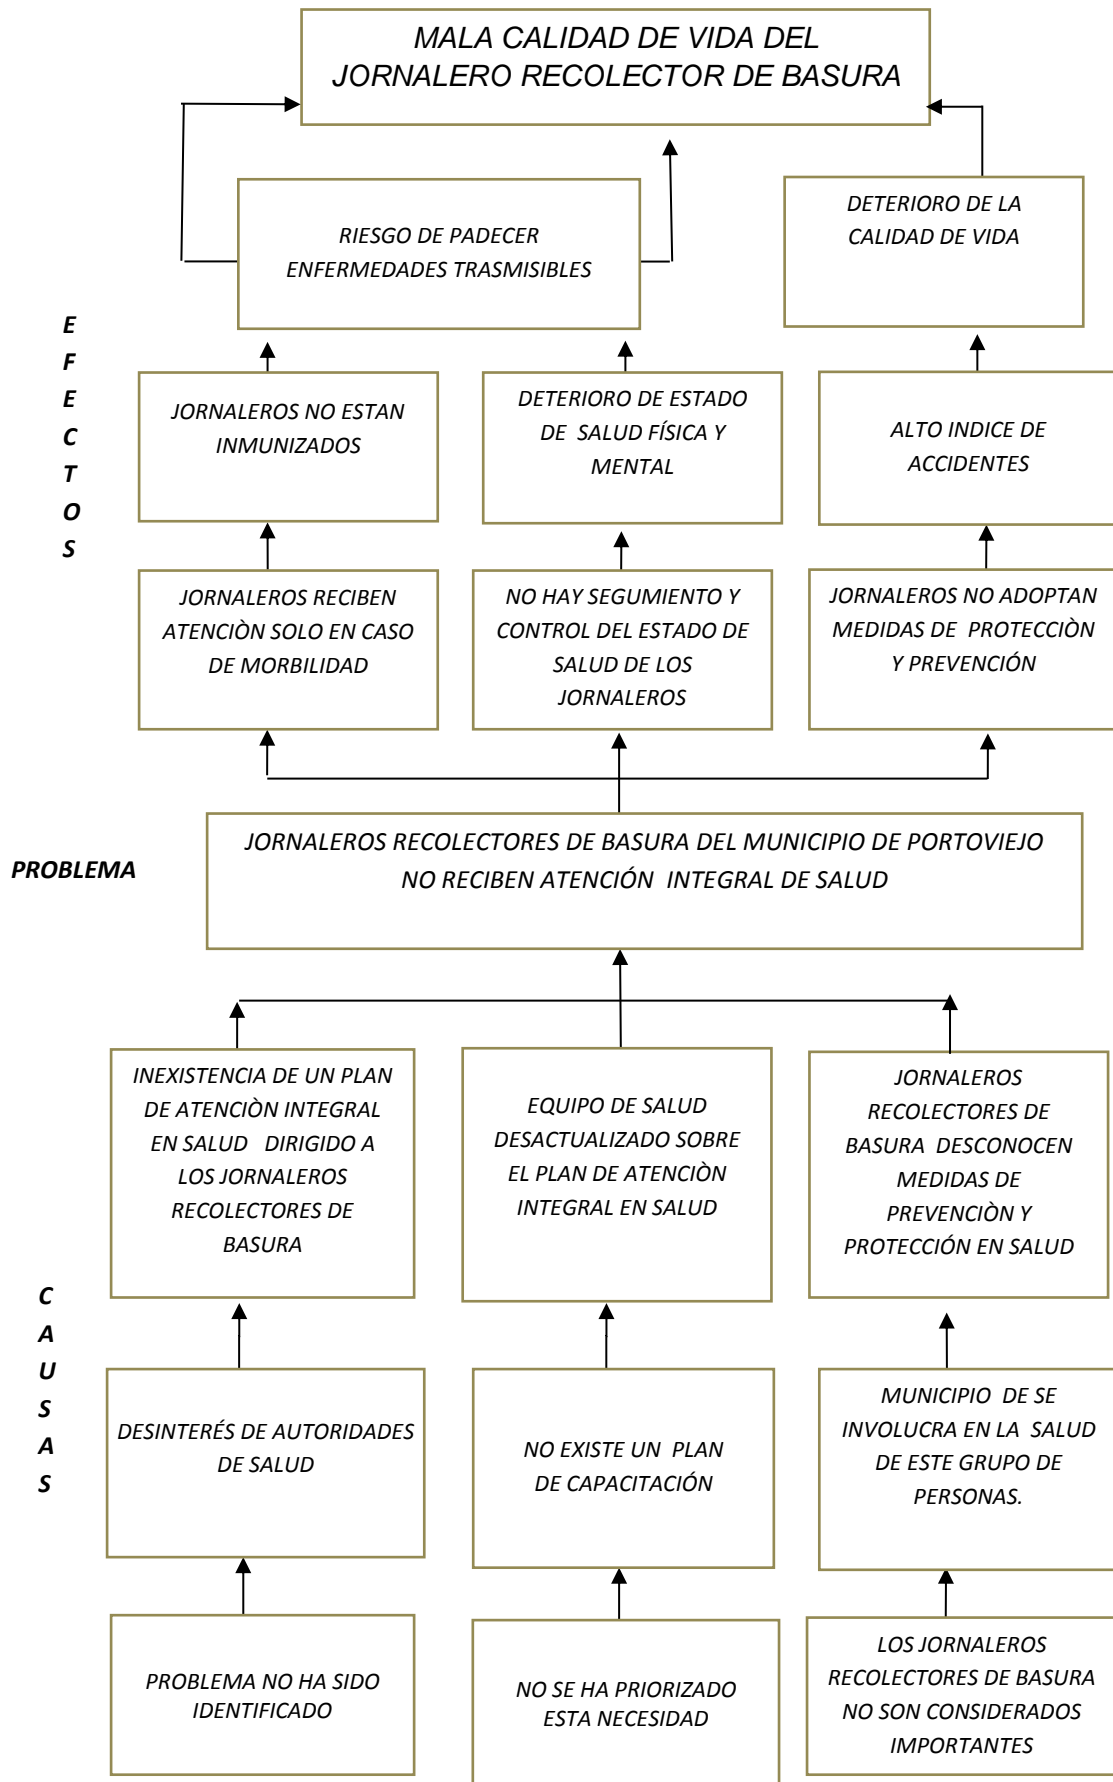 MALA CALIDAD DE VIDA DEL
JORNALERO RECOLECTOR DE BASURA
RIESGO DE PADECER
ENFERMEDADES TRASMISIBLES
DETERIORO DE LA
CALIDAD DE VIDA
E
F
E
C
T
O
S
JORNALEROS NO ESTAN
INMUNIZADOS
DETERIORO DE ESTADO
DE SALUD FÍSICA Y
MENTAL
ALTO INDICE DE
ACCIDENTES
JORNALEROS RECIBEN
ATENCIÒN SOLO EN CASO
DE MORBILIDAD
NO HAY SEGUMIENTO Y
CONTROL DEL ESTADO DE
SALUD DE LOS
JORNALEROS
JORNALEROS NO ADOPTAN
MEDIDAS DE PROTECCIÒN
Y PREVENCIÓN
PROBLEMA
JORNALEROS RECOLECTORES DE BASURA DEL MUNICIPIO DE PORTOVIEJO
NO RECIBEN ATENCIÓN INTEGRAL DE SALUD
INEXISTENCIA DE UN PLAN
DE ATENCIÒN INTEGRAL
EN SALUD DIRIGIDO A
LOS JORNALEROS
RECOLECTORES DE
BASURA
EQUIPO DE SALUD
DESACTUALIZADO SOBRE
EL PLAN DE ATENCIÒN
INTEGRAL EN SALUD
JORNALEROS
RECOLECTORES DE
BASURA DESCONOCEN
MEDIDAS DE
PREVENCIÒN Y
PROTECCIÓN EN SALUD
C
A
U
S
A
S
DESINTERÉS DE AUTORIDADES
DE SALUD
NO EXISTE UN PLAN
DE CAPACITACIÓN
MUNICIPIO DE SE
INVOLUCRA EN LA SALUD
DE ESTE GRUPO DE
PERSONAS.
PROBLEMA NO HA SIDO
IDENTIFICADO
NO SE HA PRIORIZADO
ESTA NECESIDAD
LOS JORNALEROS
RECOLECTORES DE BASURA
NO SON CONSIDERADOS
IMPORTANTES